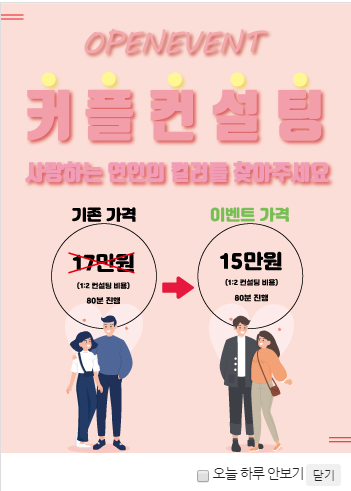 OPENEVENT
커플컨설팅
사랑하는 연인의 컬러를 찾아주세요
기존 가격
이벤트 가격
17만원
(1:2 컨설팅 비용)
80분 진행
15만원
(1:2 컨설팅 비용)
80분 진행
오늘 하루 안보기
닫기